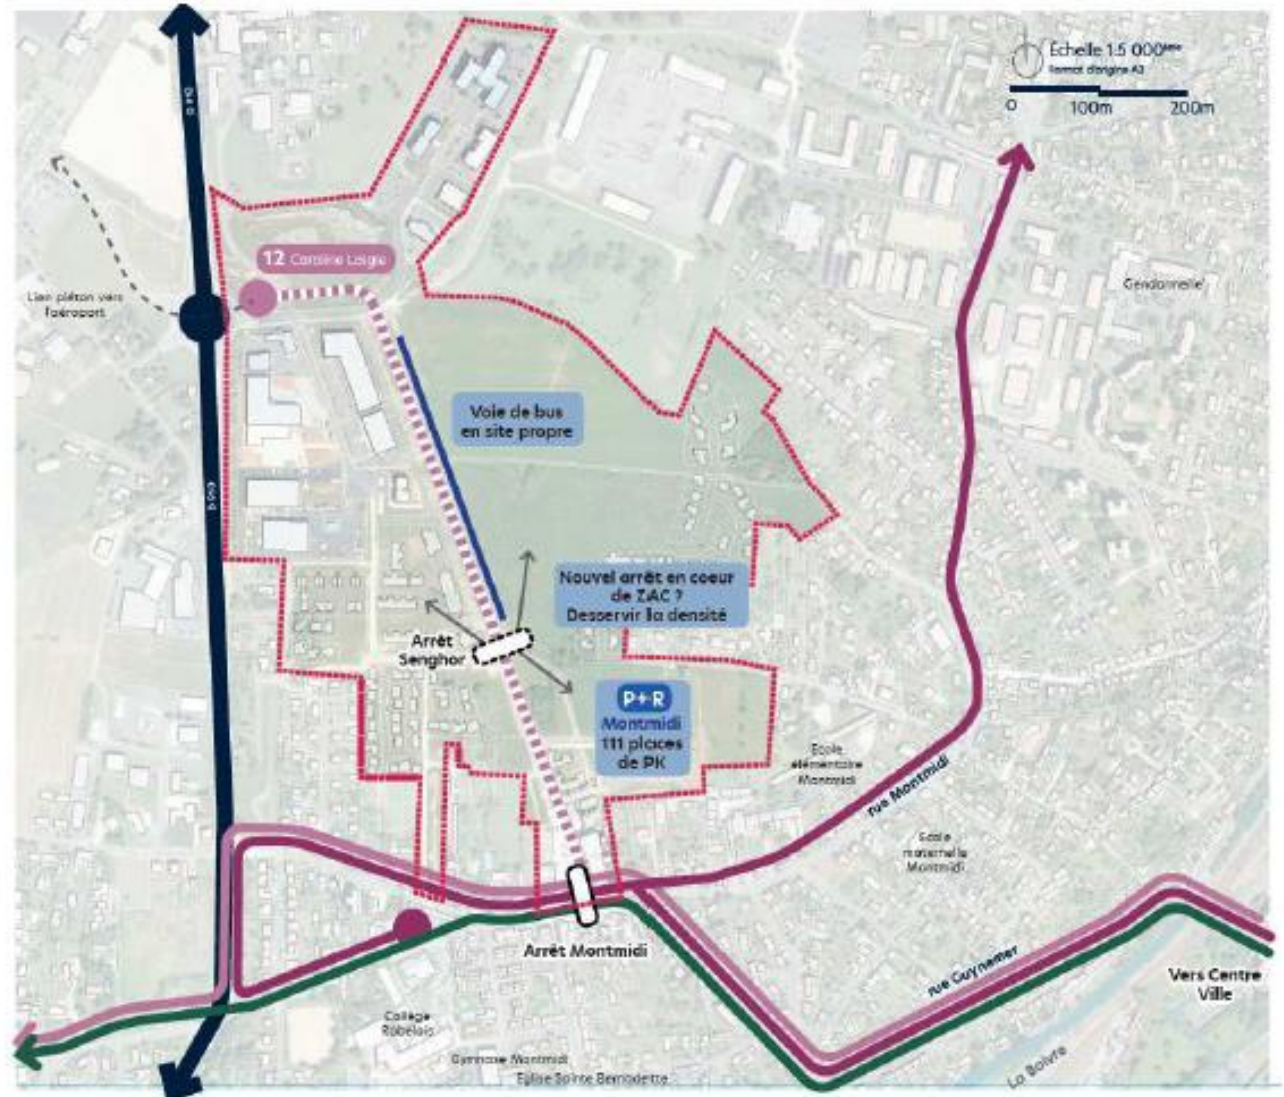 Échelle 1:5 000ème
Format d'origine A3
0 100m 200m
12 Caroline Laigle
Lien piéton vers
l'aéroport
Gendarmerie
Voie de bus
en site propre
Nouvel arrêt en coeur
de ZAC ?
Desservir la densité
Arrêt
Senghor
P+R
Montmidi
111 places
de PK
Ecole
élémentaire
Montmidi
rue Montmidi
Ecole
maternelle
Montmidi
Arrêt Montmidi
rue Guynemer
Vers Centre
Ville
Collège
Rabelais
Gymnase Montmidi
Eglise Sainte Bernadette
La Boivre